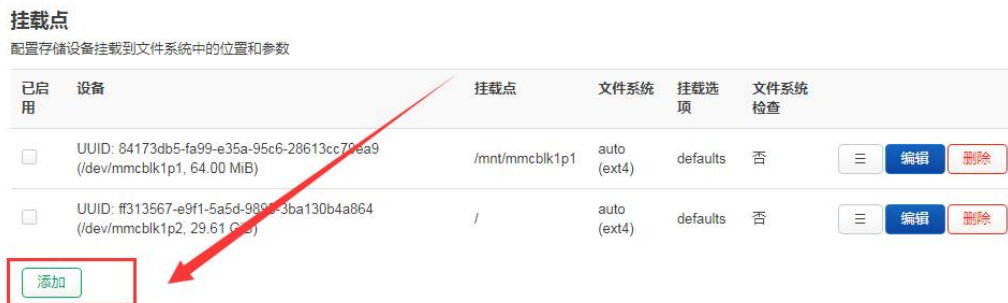 挂载点
配置存储设备挂载到文件系统中的位置和参数
已启用 设备 挂载点 文件系统 挂载选项 文件系统检查
UUID: 84173db5-fa99-e35a-95c6-28613cc79ea9
(/dev/mmcblk1p1, 64.00 MiB)
/mnt/mmcblk1p1
auto
(ext4)
defaults
否
☰
编辑
删除
UUID: ff313567-e9f1-5a5d-9895-3ba130b4a864
(/dev/mmcblk1p2, 29.61 GiB)
/
auto
(ext4)
defaults
否
☰
编辑
删除
添加